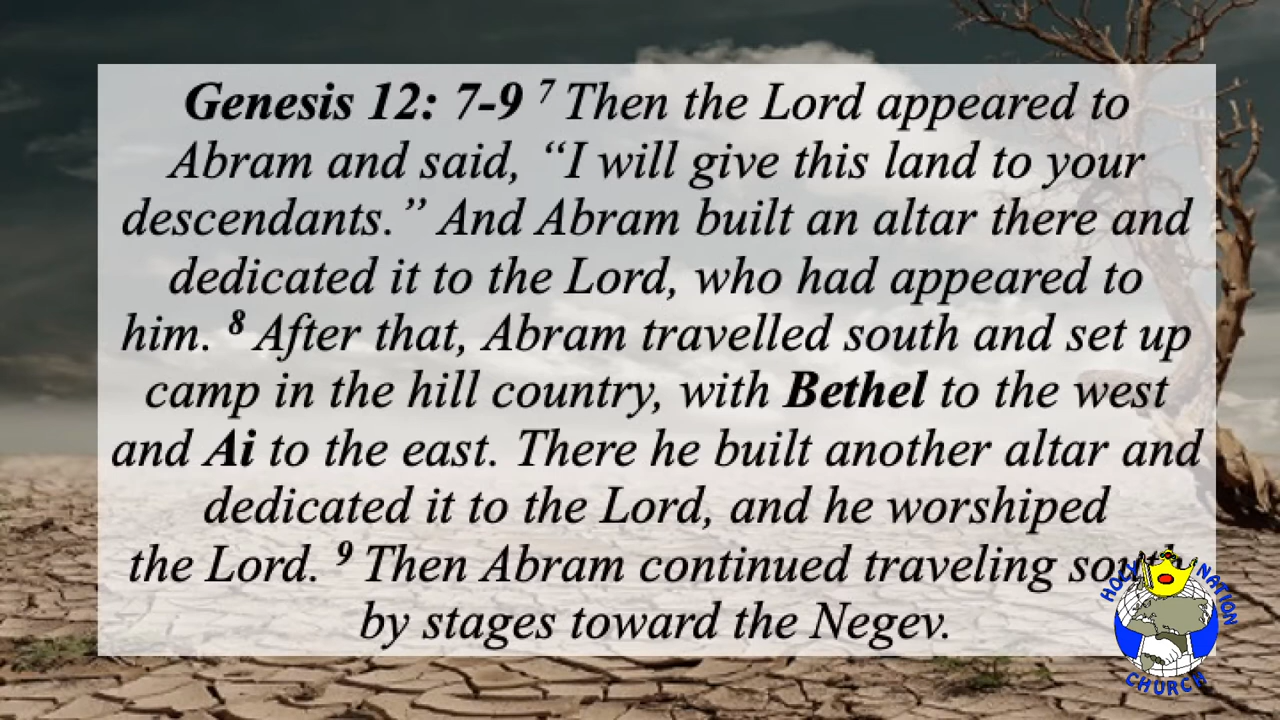 Genesis 12: 7-9 ⁷ Then the Lord appeared to
Abram and said, “I will give this land to your
descendants.” And Abram built an altar there and
dedicated it to the Lord, who had appeared to
him. ⁸ After that, Abram travelled south and set up
camp in the hill country, with Bethel to the west
and Ai to the east. There he built another altar and
dedicated it to the Lord, and he worshiped
the Lord. ⁹ Then Abram continued traveling south
by stages toward the Negev.
HOLY NATION
CHURCH